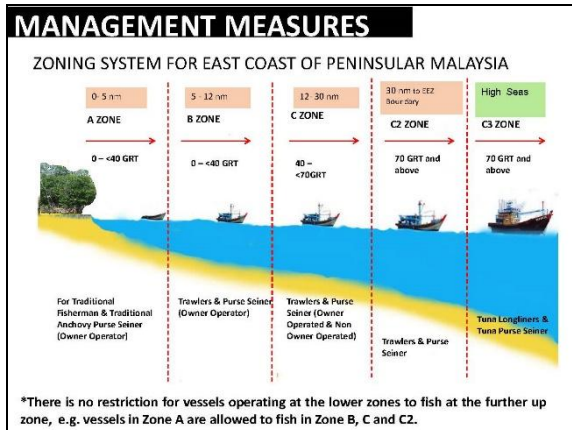 MANAGEMENT MEASURES
ZONING SYSTEM FOR EAST COAST OF PENINSULAR MALAYSIA
0- 5 nm
5 - 12 nm
12- 30 nm
30 nm to EEZ
Boundary
High Seas
A ZONE
B ZONE
C ZONE
C2 ZONE
C3 ZONE
0 – <40 GRT
0 – <40 GRT
40 –
<70GRT
70 GRT and
above
70 GRT and
above
For Traditional
Fisherman & Traditional
Anchovy Purse Seiner
(Owner Operator)
Trawlers & Purse Seiner
(Owner Operator)
Trawlers & Purse
Seiner (Owner
Operated & Non
Owner Operated)
Trawlers & Purse
Seiner
Tuna Longliners &
Tuna Purse Seiner
*There is no restriction for vessels operating at the lower zones to fish at the further up
zone, e.g. vessels in Zone A are allowed to fish in Zone B, C and C2.